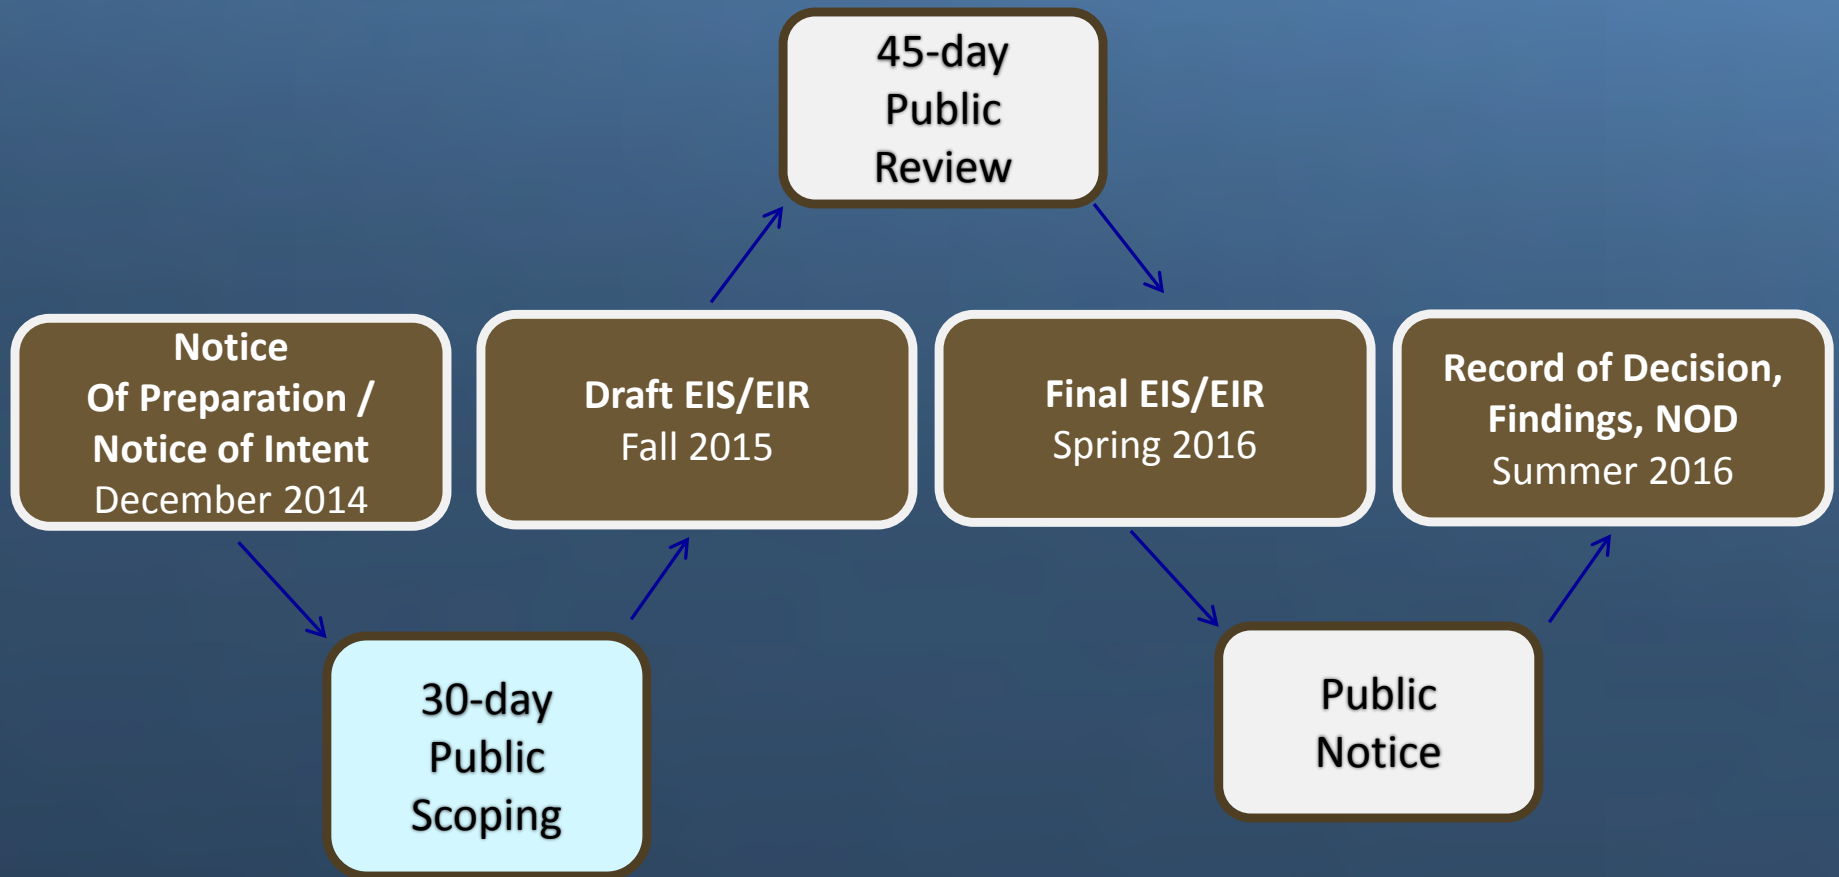 45-day
Public
Review
Notice
Of Preparation /
Notice of Intent
December 2014
Draft EIS/EIR
Fall 2015
Final EIS/EIR
Spring 2016
Record of Decision,
Findings, NOD
Summer 2016
30-day
Public
Scoping
Public
Notice